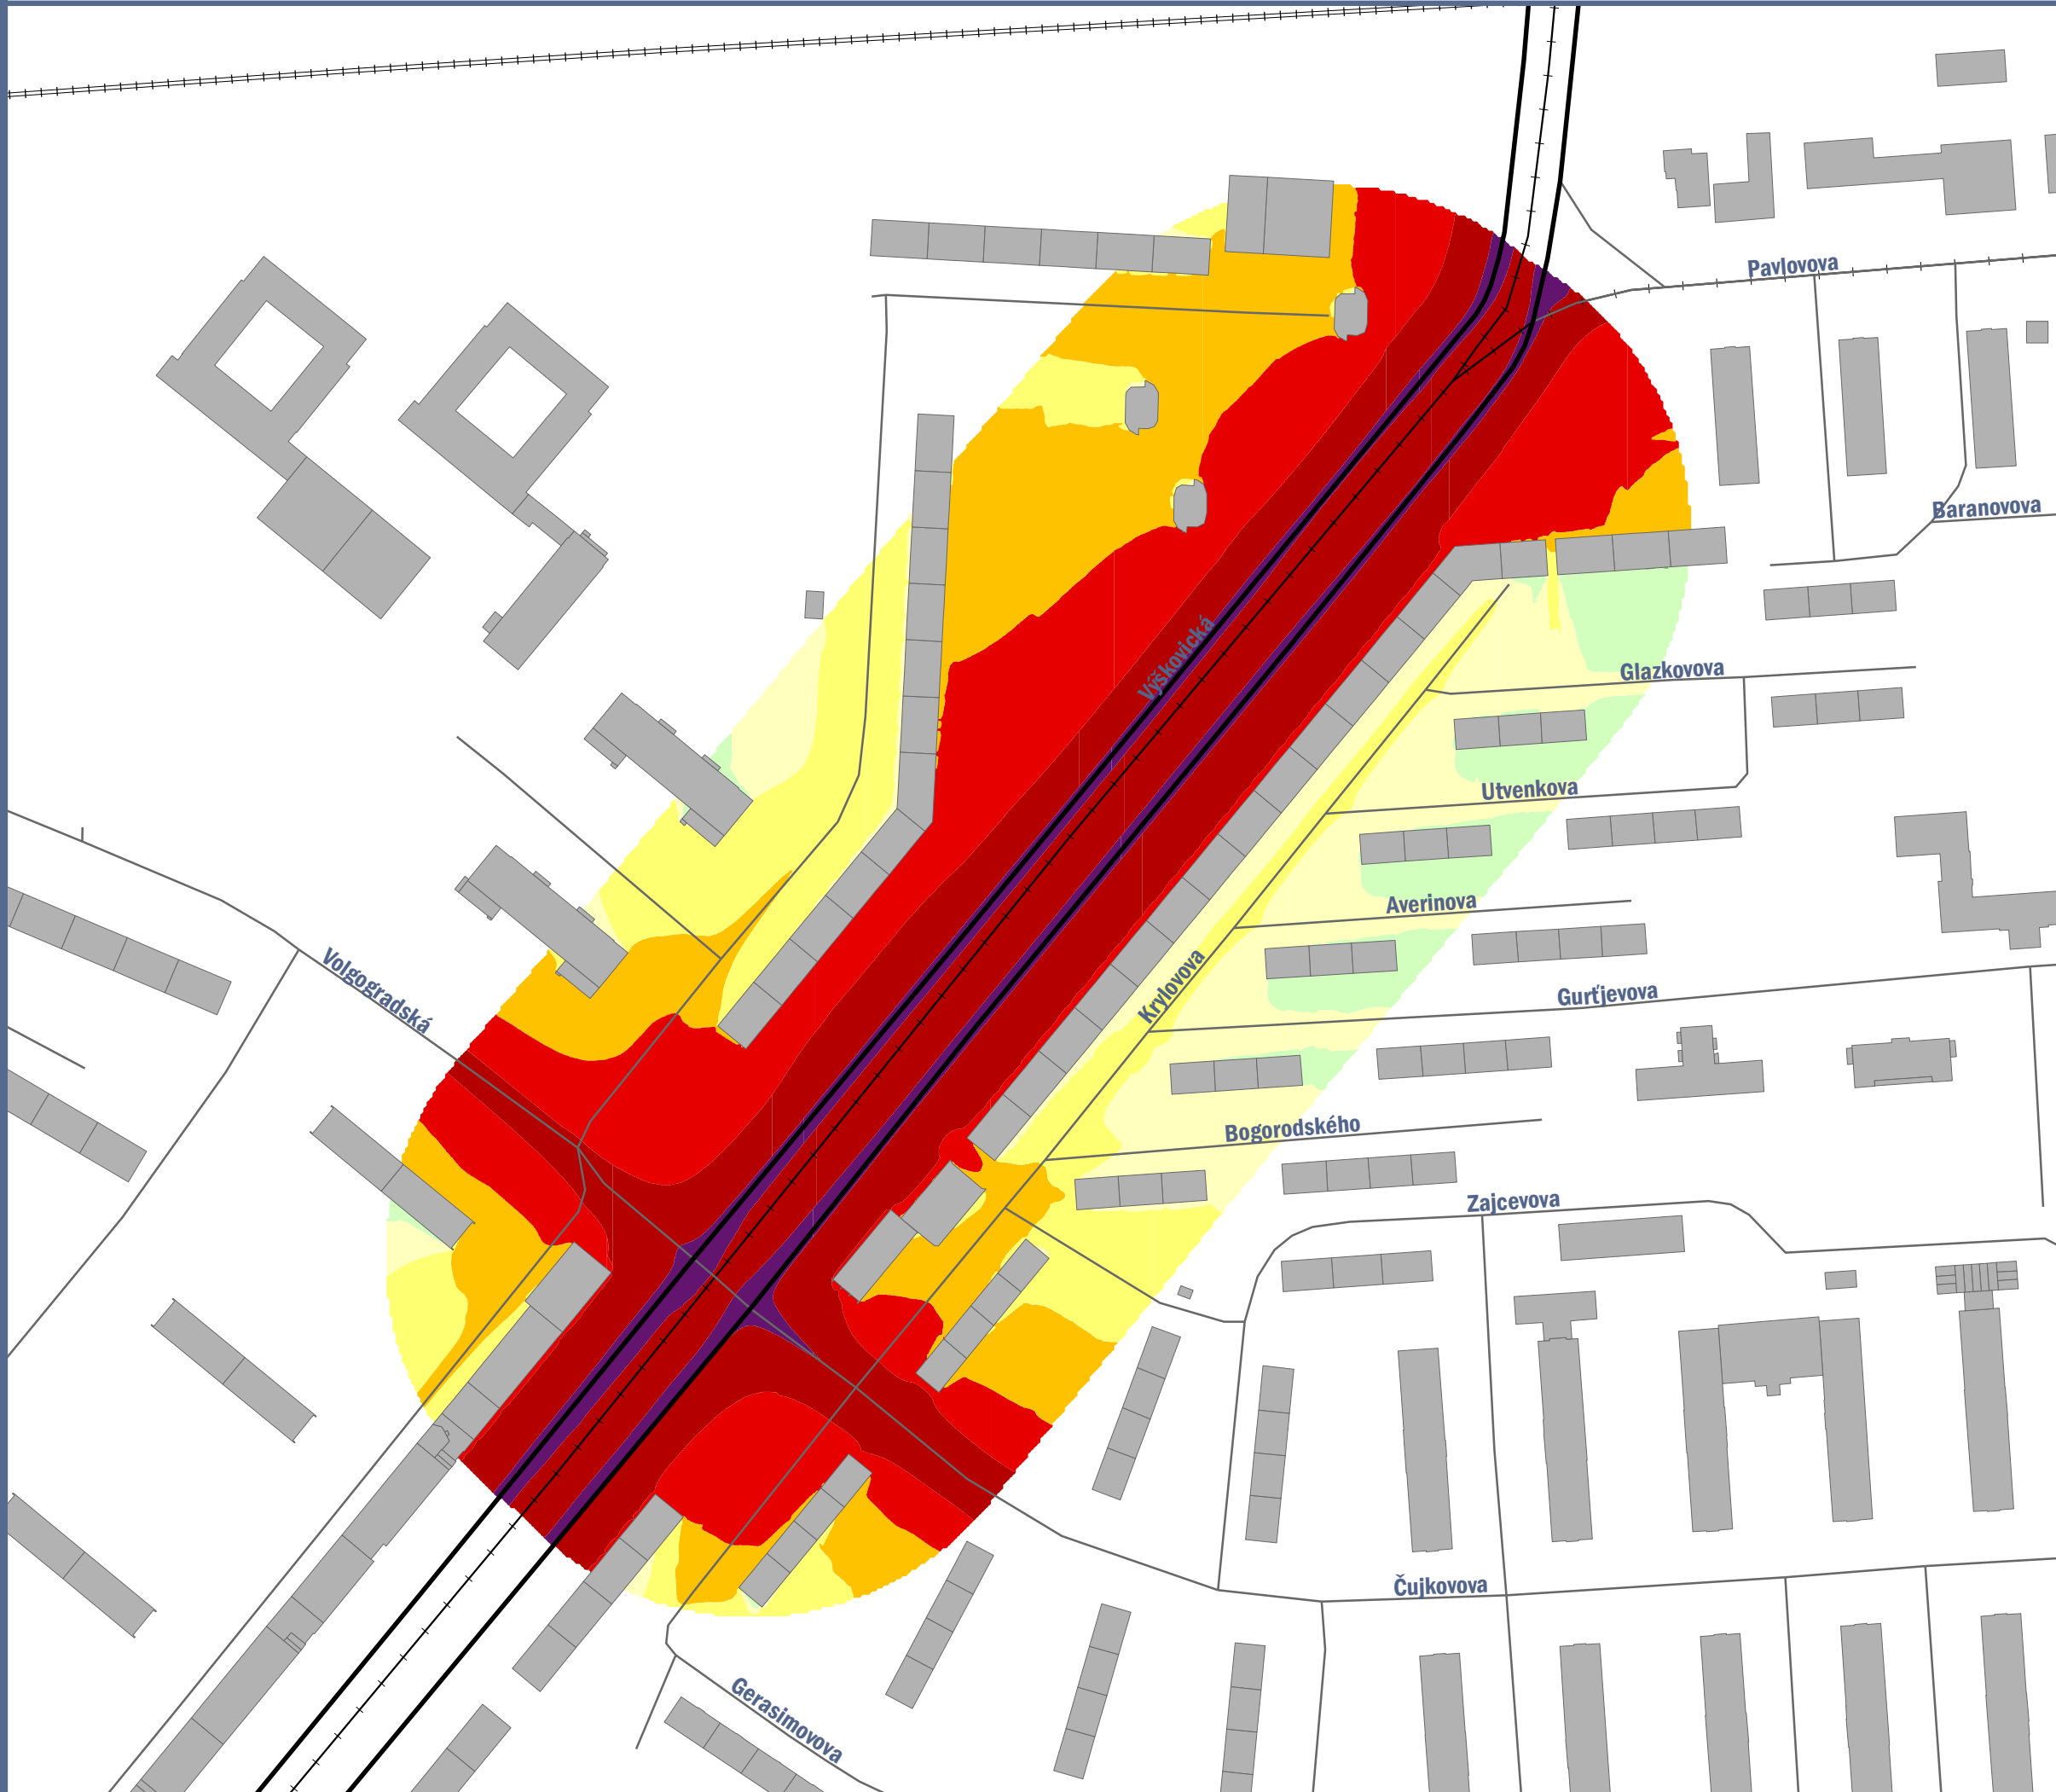 Pavlovova
Baranovova
Výškovická
Glazkovova
Utvenkova
Averinova
Volgogradská
Krylovova
Gurťjevova
Bogorodského
Zajcevova
Čujkovova
Gerasimovova